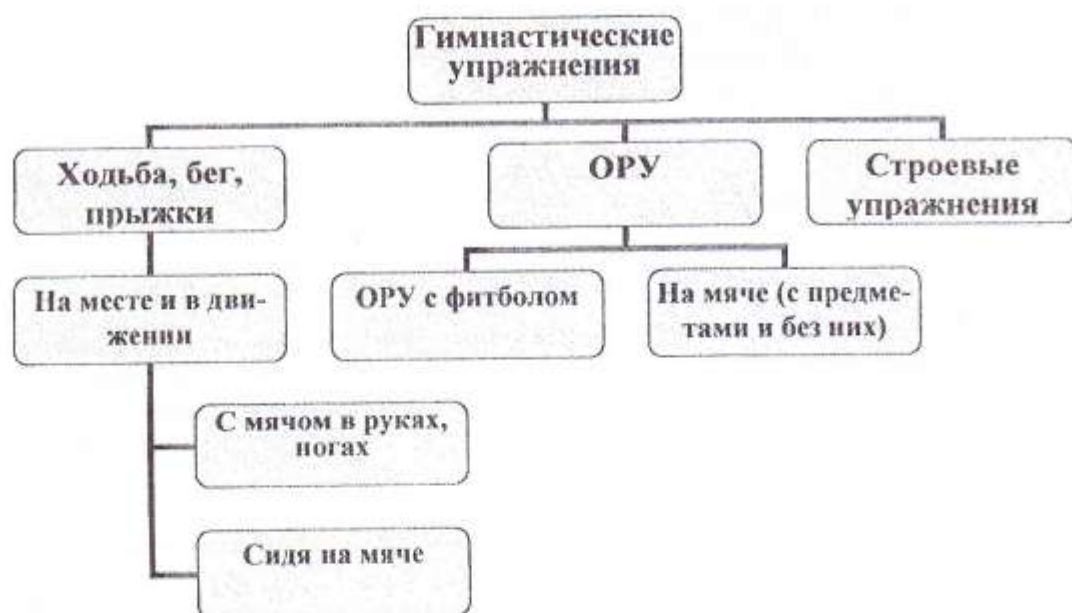 Гимнастические
упражнения
Ходьба, бег,
прыжки
ОРУ
Строевые
упражнения
На месте и в дви-
жении
ОРУ с фитболом
На мяче (с предме-
тами и без них)
С мячом в руках,
ногах
Сидя на мяче